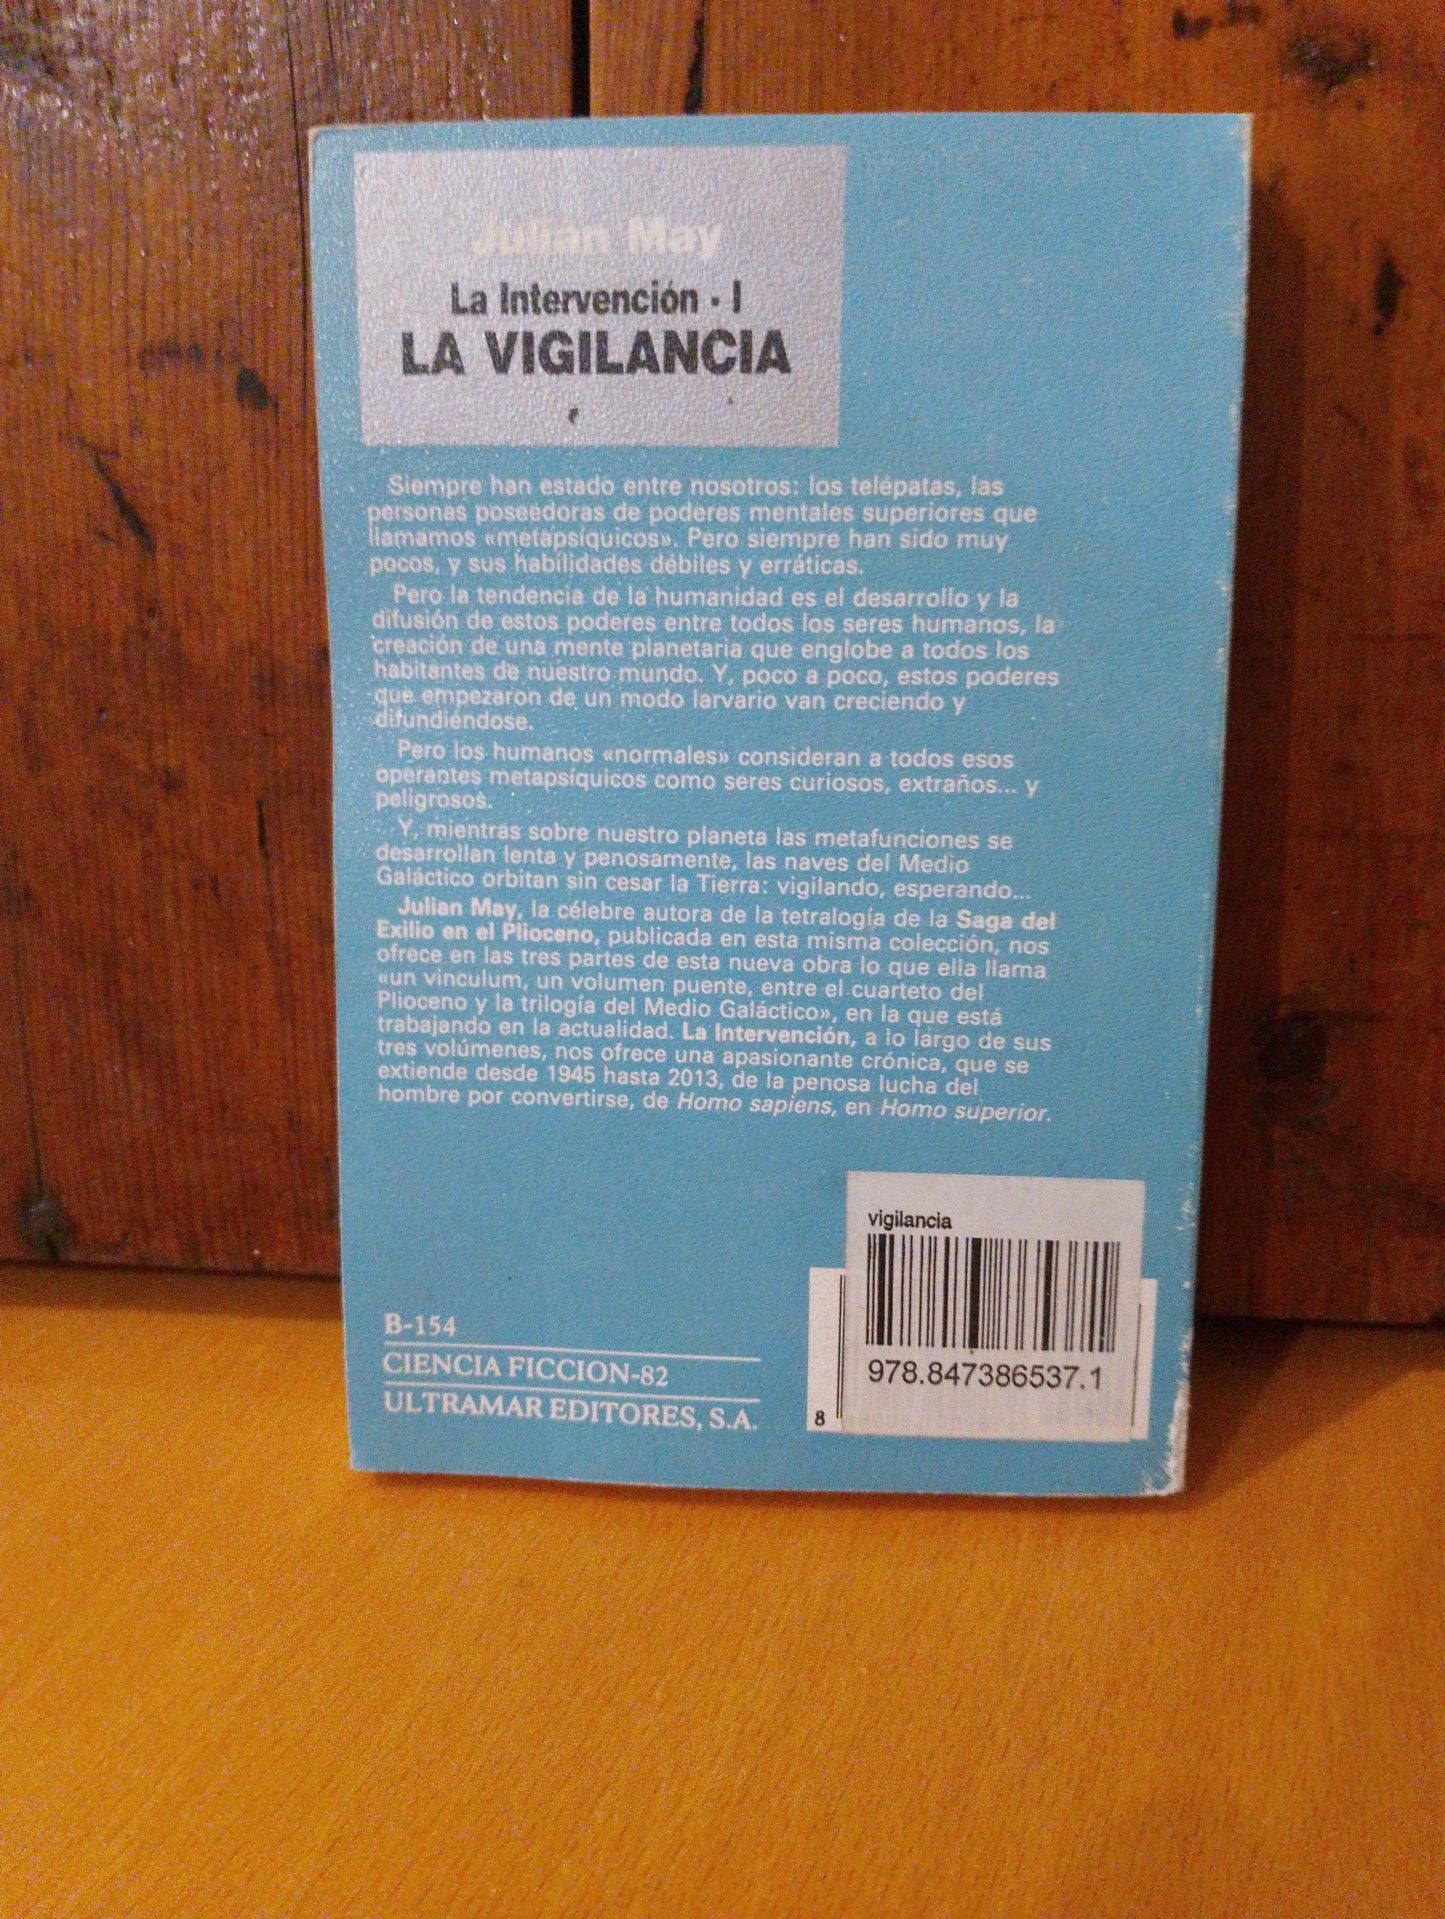 Julian May
La Intervención · I
LA VIGILANCIA
Siempre han estado entre nosotros: los telépatas, las
personas poseedoras de poderes mentales superiores que
llamamos «metapsíquicos». Pero siempre han sido muy
pocos, y sus habilidades débiles y erráticas.
Pero la tendencia de la humanidad es el desarrollo y la
difusión de estos poderes entre todos los seres humanos, la
creación de una mente planetaria que englobe a todos los
habitantes de nuestro mundo. Y, poco a poco, estos poderes
que empezaron de un modo larvario van creciendo y
difundiéndose.
Pero los humanos «normales» consideran a todos esos
operantes metapsíquicos como seres curiosos, extraños... y
peligrosos.
Y, mientras sobre nuestro planeta las metafunciones se
desarrollan lenta y penosamente, las naves del Medio
Galáctico orbitan sin cesar la Tierra: vigilando, esperando...
Julian May, la célebre autora de la tetralogía de la Saga del
Exilio en el Plioceno, publicada en esta misma colección, nos
ofrece en las tres partes de esta nueva obra lo que ella llama
«un vinculum, un volumen puente, entre el cuarteto del
Plioceno y la trilogía del Medio Galáctico», en la que está
trabajando en la actualidad. La Intervención, a lo largo de sus
tres volúmenes, nos ofrece una apasionante crónica, que se
extiende desde 1945 hasta 2013, de la penosa lucha del
hombre por convertirse, de Homo sapiens, en Homo superior.
vigilancia
978.847386537.1
8
B-154
CIENCIA FICCION-82
ULTRAMAR EDITORES, S.A.